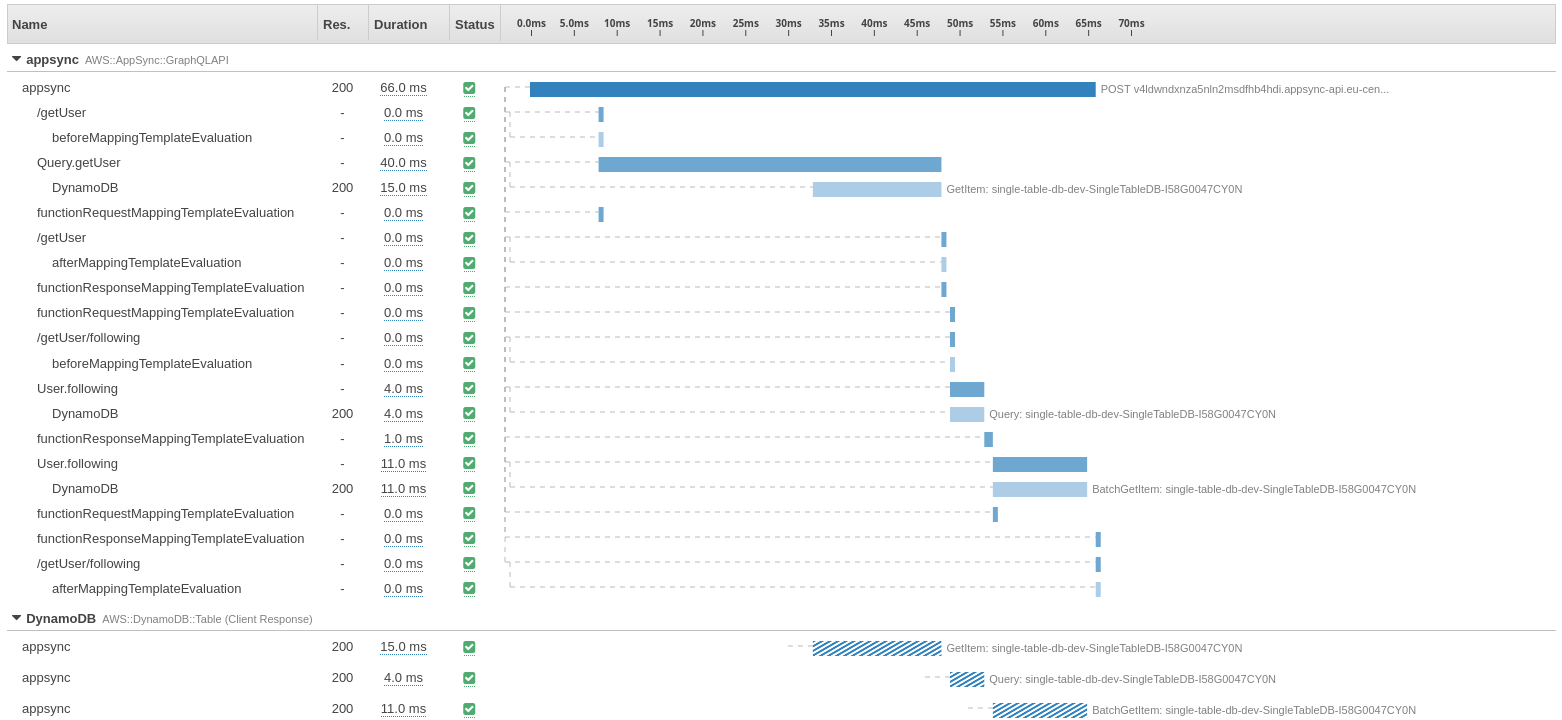 Name Res. Duration Status 0.0ms 5.0ms 10ms 15ms 20ms 25ms 30ms 35ms 40ms 45ms 50ms 55ms 60ms 65ms 70ms
appsync AWS::AppSync::GraphQLAPI
appsync 200 66.0 ms POST v4ldwndxnza5nln2msdfhb4hdi.appsync-api.eu-cen...
/getUser - 0.0 ms
beforeMappingTemplateEvaluation - 0.0 ms
Query.getUser - 40.0 ms
DynamoDB 200 15.0 ms GetItem: single-table-db-dev-SingleTableDB-I58G0047CY0N
functionRequestMappingTemplateEvaluation - 0.0 ms
/getUser - 0.0 ms
afterMappingTemplateEvaluation - 0.0 ms
functionResponseMappingTemplateEvaluation - 0.0 ms
functionRequestMappingTemplateEvaluation - 0.0 ms
/getUser/following - 0.0 ms
beforeMappingTemplateEvaluation - 0.0 ms
User.following - 4.0 ms
DynamoDB 200 4.0 ms Query: single-table-db-dev-SingleTableDB-I58G0047CY0N
functionResponseMappingTemplateEvaluation - 1.0 ms
User.following - 11.0 ms
DynamoDB 200 11.0 ms BatchGetItem: single-table-db-dev-SingleTableDB-I58G0047CY0N
functionRequestMappingTemplateEvaluation - 0.0 ms
functionResponseMappingTemplateEvaluation - 0.0 ms
/getUser/following - 0.0 ms
afterMappingTemplateEvaluation - 0.0 ms
DynamoDB AWS::DynamoDB::Table (Client Response)
appsync 200 15.0 ms GetItem: single-table-db-dev-SingleTableDB-I58G0047CY0N
appsync 200 4.0 ms Query: single-table-db-dev-SingleTableDB-I58G0047CY0N
appsync 200 11.0 ms BatchGetItem: single-table-db-dev-SingleTableDB-I58G0047CY0N